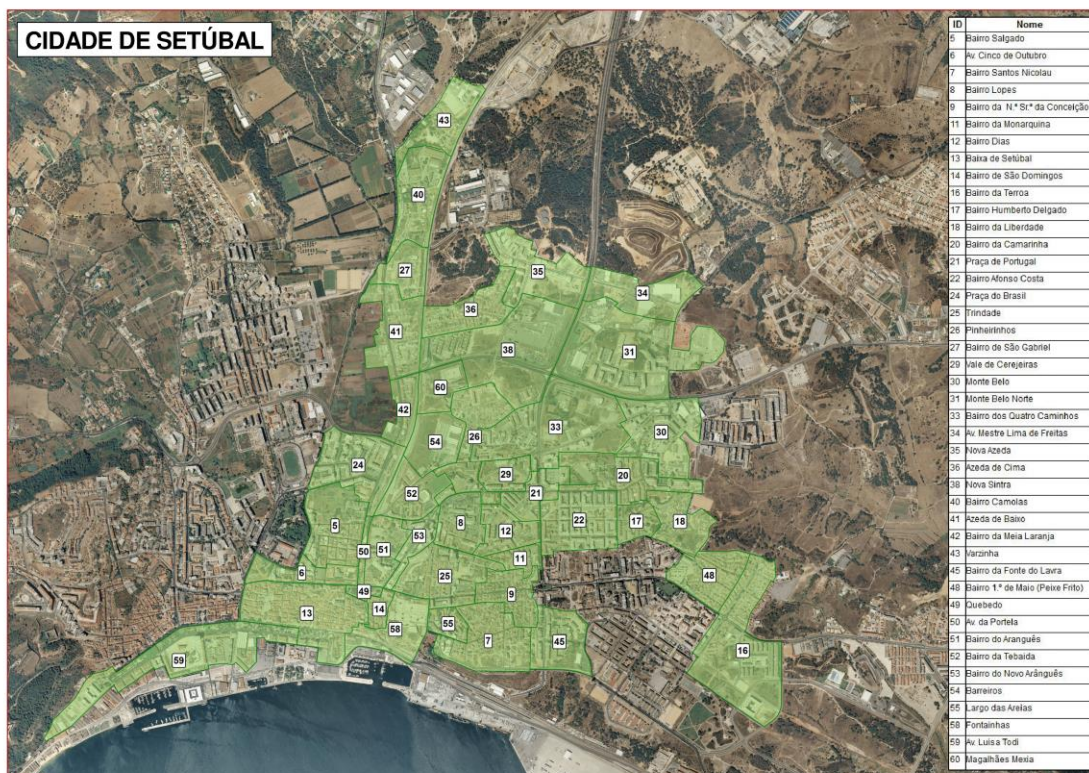 CIDADE DE SETÚBAL
ID Nome
5 Bairro Salgado
6 Av. Cinco de Outubro
7 Bairro Santos Nicolau
8 Bairro Lopes
9 Bairro da N.ª Sr.ª da Conceição
11 Bairro da Monarquina
12 Bairro Dias
13 Baixa de Setúbal
14 Bairro de São Domingos
16 Bairro da Terroa
17 Bairro Humberto Delgado
18 Bairro da Liberdade
20 Bairro da Camarinha
21 Praça de Portugal
22 Bairro Afonso Costa
24 Praça do Brasil
25 Trindade
26 Pinheirinhos
27 Bairro de São Gabriel
29 Vale de Cerejeiras
30 Monte Belo
31 Monte Belo Norte
33 Bairro dos Quatro Caminhos
34 Av. Mestre Lima de Freitas
35 Nova Azeda
36 Azeda de Cima
38 Nova Sintra
40 Bairro Camolas
41 Azeda de Baixo
42 Bairro da Meia Laranja
43 Varzinha
45 Bairro da Fonte do Lavra
48 Bairro 1.º de Maio (Peixe Frito)
49 Quebedo
50 Av. da Portela
51 Bairro do Aranguês
52 Bairro da Tebaida
53 Bairro do Novo Arânguês
54 Barreiros
55 Largo das Areias
58 Fontainhas
59 Av. Luisa Todi
60 Magalhães Mexia
43
40
27
35
34
36
41
38
31
60
42
33
30
54
26
24
29
20
52
21
5
8
22
17
18
53
12
50
51
11
6
25
48
49
9
13
14
55
58
7
45
16
59